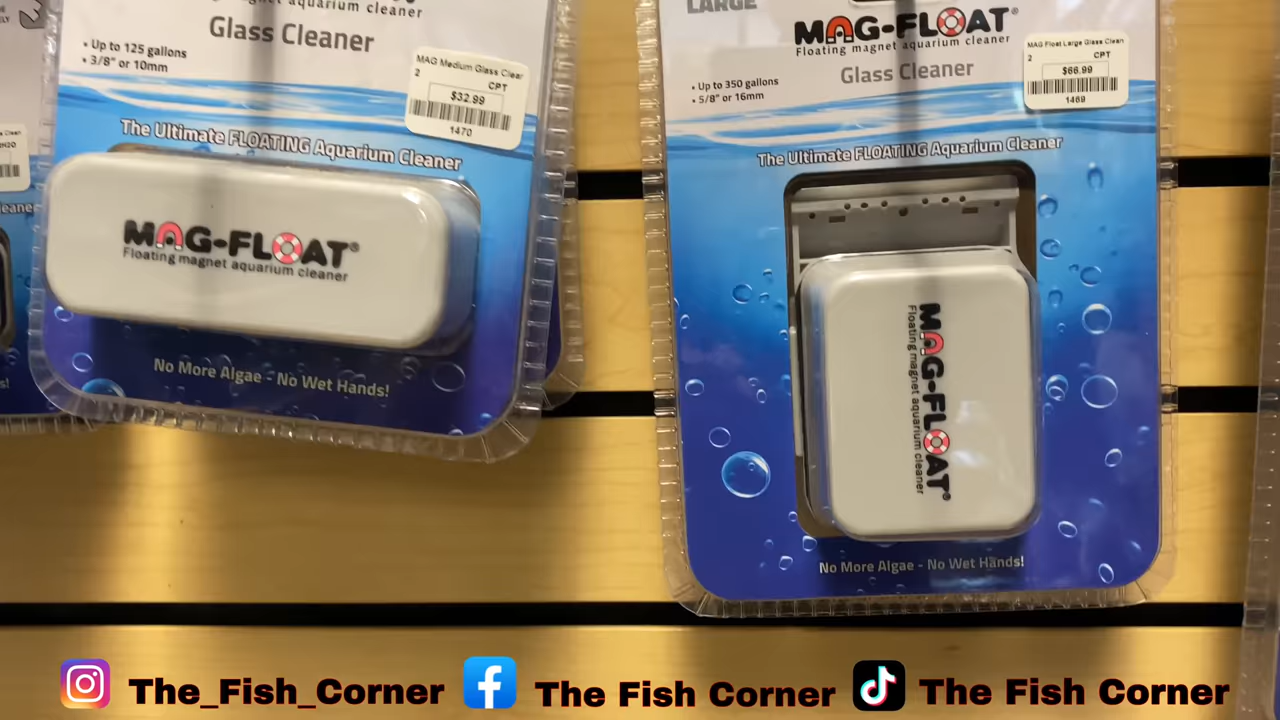 aquarium cleaner
Glass Cleaner
• Up to 125 gallons
• 3/8" or 10mm
MAG Medium Glass Clear
2 CPT
$32.99
1470
The Ultimate FLOATING Aquarium Cleaner
MAG-FLOAT®
Floating magnet aquarium cleaner
No More Algae - No Wet Hands!
LARGE
MAG-FLOAT®
Floating magnet aquarium cleaner
Glass Cleaner
• Up to 350 gallons
• 5/8" or 16mm
MAG Float Large Glass Clean
2 CPT
$66.99
1469
The Ultimate FLOATING Aquarium Cleaner
MAG-FLOAT®
Floating magnet aquarium cleaner
No More Algae - No Wet Hands!
The_Fish_Corner
The Fish Corner
The Fish Corner